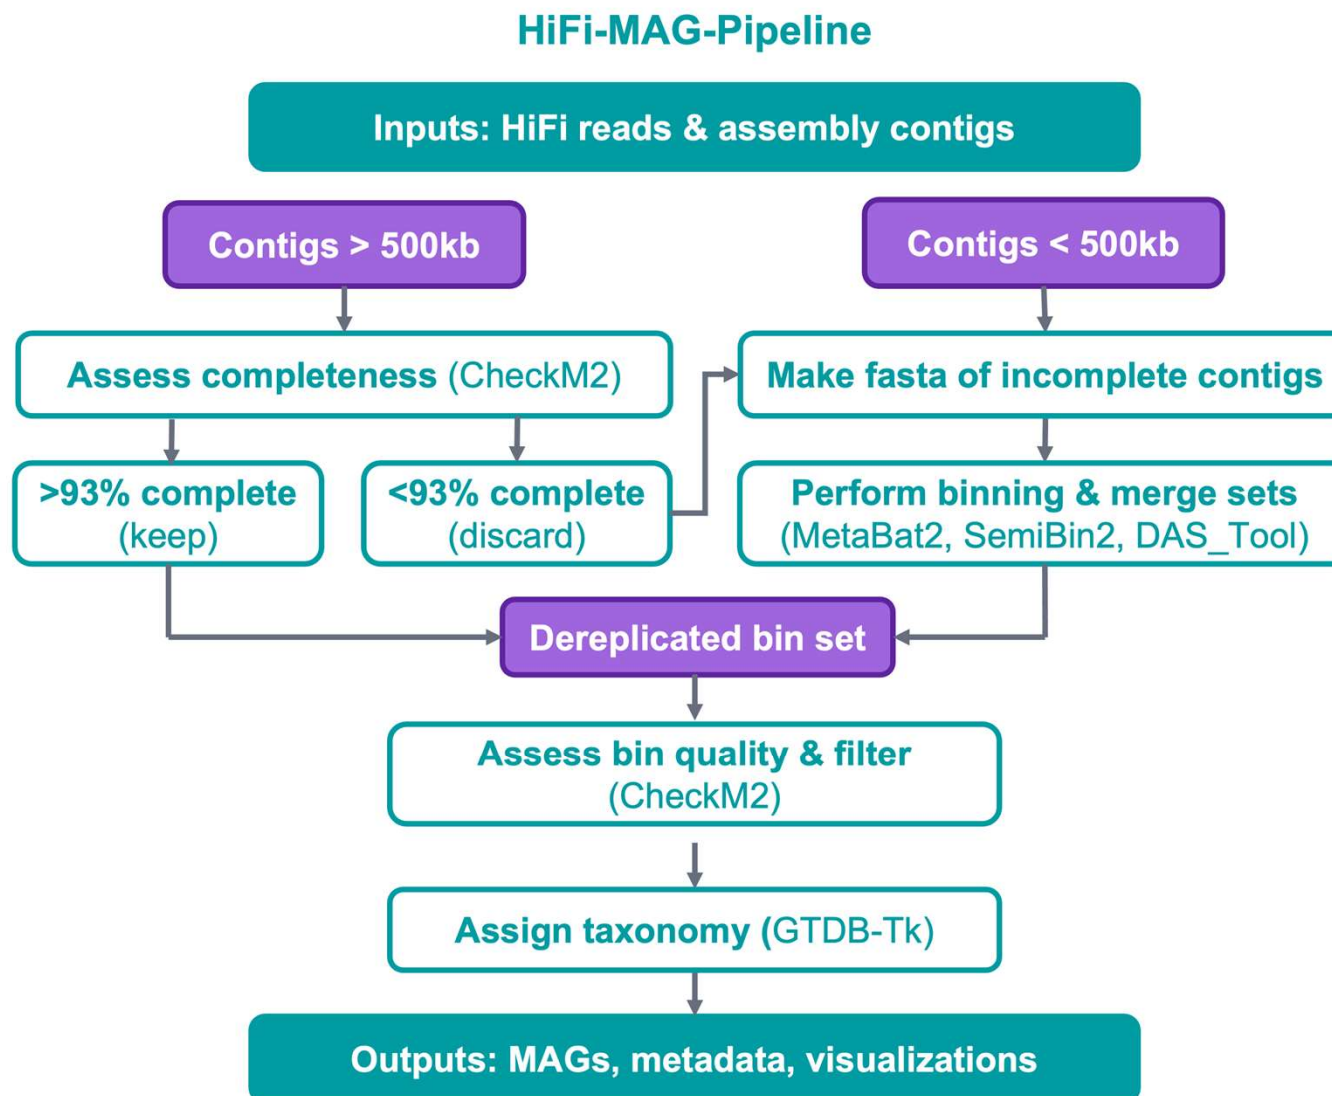 HiFi-MAG-Pipeline
Inputs: HiFi reads & assembly contigs
Contigs > 500kb
Contigs < 500kb
Assess completeness (CheckM2)
Make fasta of incomplete contigs
>93% complete
(keep)
<93% complete
(discard)
Perform binning & merge sets
(MetaBat2, SemiBin2, DAS_Tool)
Dereplicated bin set
Assess bin quality & filter
(CheckM2)
Assign taxonomy (GTDB-Tk)
Outputs: MAGs, metadata, visualizations